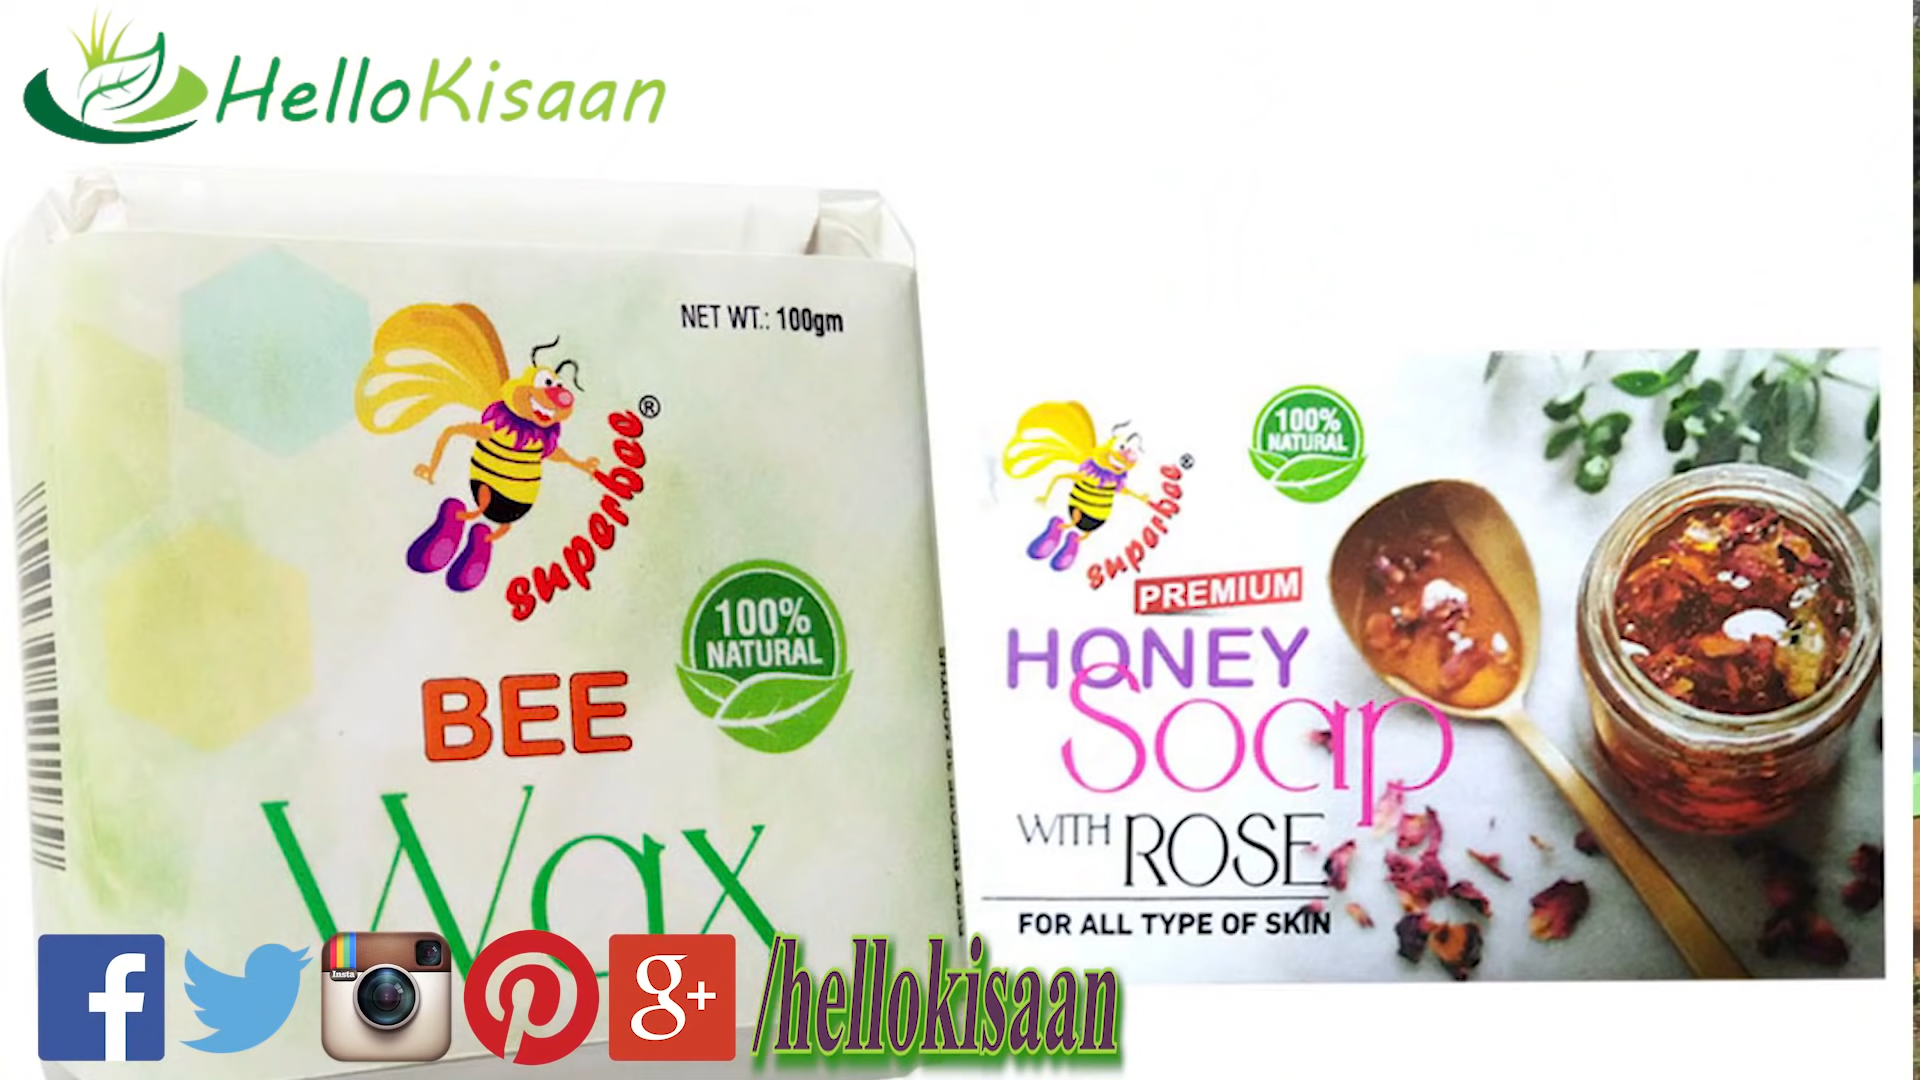 HelloKisaan
NET WT.: 100gm
superbee®
100%
NATURAL
BEE
Wax
superbee®
100%
NATURAL
PREMIUM
HONEY
Soap
WITH ROSE
FOR ALL TYPE OF SKIN
Insta
g+
/hellokisaan